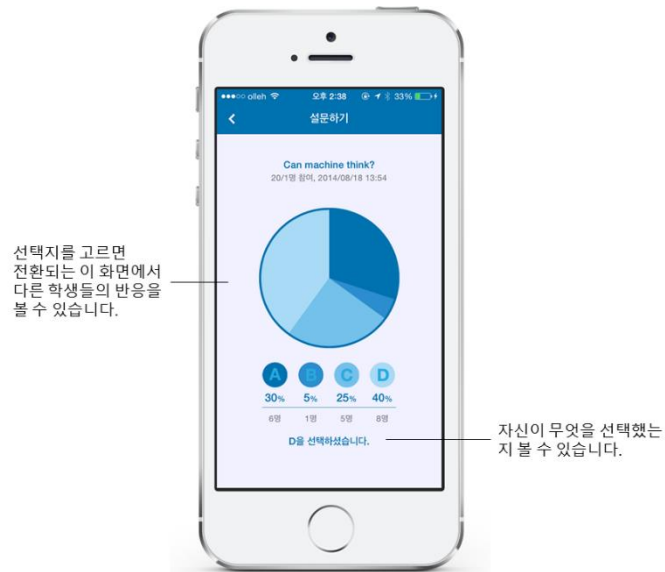 olleh 오후 2:38 33%
설문하기
Can machine think?
20/1명 참여, 2014/08/18 13:54
선택지를 고르면
전환되는 이 화면에서
다른 학생들의 반응을
볼 수 있습니다.
A B C D
30% 5% 25% 40%
6명 1명 5명 8명
D을 선택하셨습니다.
자신이 무엇을 선택했는
지 볼 수 있습니다.